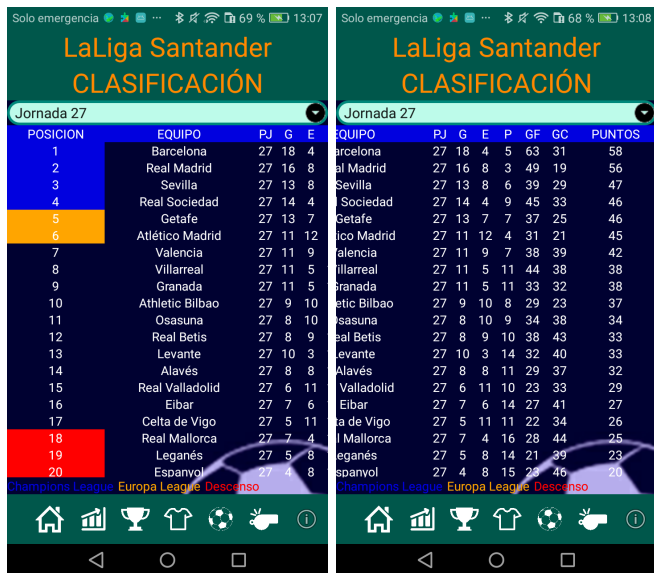 Solo emergencia ... 69 % 13:07
LaLiga Santander
CLASIFICACIÓN
Jornada 27
POSICION EQUIPO PJ G E
1 Barcelona 27 18 4
2 Real Madrid 27 16 8
3 Sevilla 27 13 8
4 Real Sociedad 27 14 4
5 Getafe 27 13 7
6 Atlético Madrid 27 11 12
7 Valencia 27 11 9
8 Villarreal 27 11 5
9 Granada 27 11 5
10 Athletic Bilbao 27 9 10
11 Osasuna 27 8 10
12 Real Betis 27 8 9
13 Levante 27 10 3
14 Alavés 27 8 8
15 Real Valladolid 27 6 11
16 Eibar 27 7 6
17 Celta de Vigo 27 5 11
18 Real Mallorca 27 7 4
19 Leganés 27 5 8
20 Espanyol 27 4 8
Champions League Europa League Descenso
Solo emergencia ... 68 % 13:08
LaLiga Santander
CLASIFICACIÓN
Jornada 27
EQUIPO PJ G E P GF GC PUNTOS
arcelona 27 18 4 5 63 31 58
al Madrid 27 16 8 3 49 19 56
Sevilla 27 13 8 6 39 29 47
l Sociedad 27 14 4 9 45 33 46
Getafe 27 13 7 7 37 25 46
tico Madrid 27 11 12 4 31 21 45
Valencia 27 11 9 7 38 39 42
Villarreal 27 11 5 11 44 38 38
Granada 27 11 5 11 33 32 38
etic Bilbao 27 9 10 8 29 23 37
Osasuna 27 8 10 9 34 38 34
eal Betis 27 8 9 10 38 43 33
Levante 27 10 3 14 32 40 33
Alavés 27 8 8 11 29 37 32
l Valladolid 27 6 11 10 23 33 29
Eibar 27 7 6 14 27 41 27
lta de Vigo 27 5 11 11 22 34 26
l Mallorca 27 7 4 16 28 44 25
Leganés 27 5 8 14 21 39 23
spanyol 27 4 8 15 23 46 20
Champions League Europa League Descenso